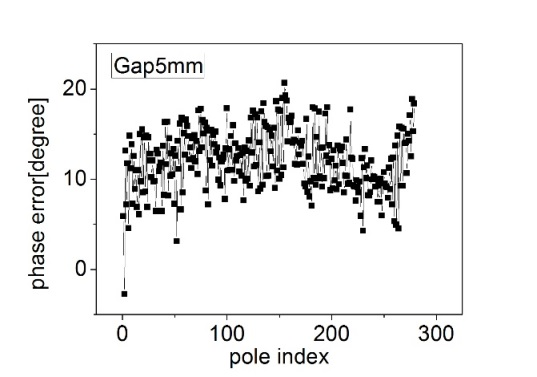 Gap5mm
20
10
0
phase error[degree]
0 100 200 300
pole index